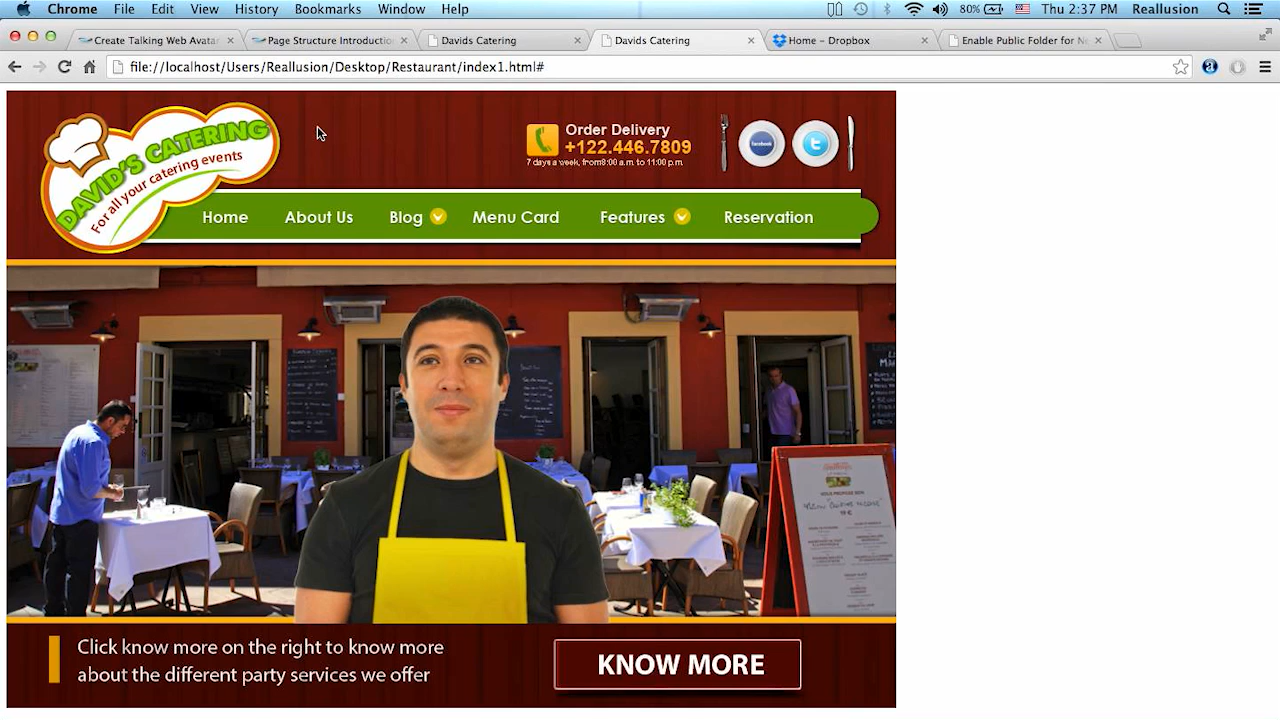 Chrome File Edit View History Bookmarks Window Help 80% Thu 2:37 PM Reallusion
Create Talking Web Avatar Page Structure Introductio Davids Catering Davids Catering Home – Dropbox Enable Public Folder for Ne
file://localhost/Users/Reallusion/Desktop/Restaurant/index1.html#
DAVID'S CATERING
For all your catering events
Order Delivery
+122.446.7809
7 days a week, from8:00 a.m. to 11:00 p.m.
facebook
Home About Us Blog Menu Card Features Reservation
Click know more on the right to know more
about the different party services we offer
KNOW MORE